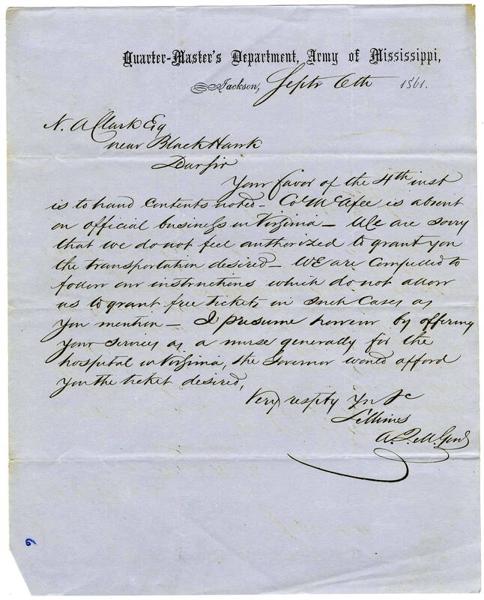 Quarter-Master's Department, Army of Mississippi,
Jackson, Septr 6th 1861.
N. A Clark Esq
near Black Hawk
Dear Sir
Your favor of the 4th inst
is to hand contents noted - Col McAfee is absent
on official business in Virginia - We are sorry
that we do not feel authorized to grant you
the transportation desired - We are compelled to
follow our instructions which do not allow
us to grant free tickets in such cases as
you mention - I presume however by offering
your services as a nurse generally for the
hospital in Virginia, the Governor would afford
you the ticket desired,
Very respty Yrs &c
A. Q. M. Genl
6